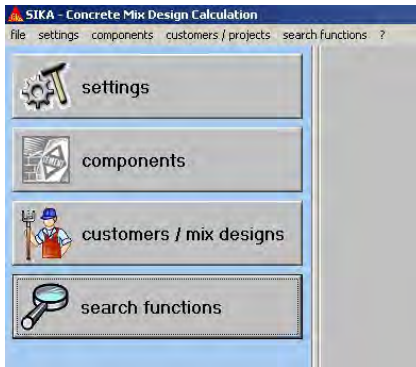 SIKA - Concrete Mix Design Calculation
file settings components customers / projects search functions ?
settings
components
CEMENT
customers / mix designs
search functions